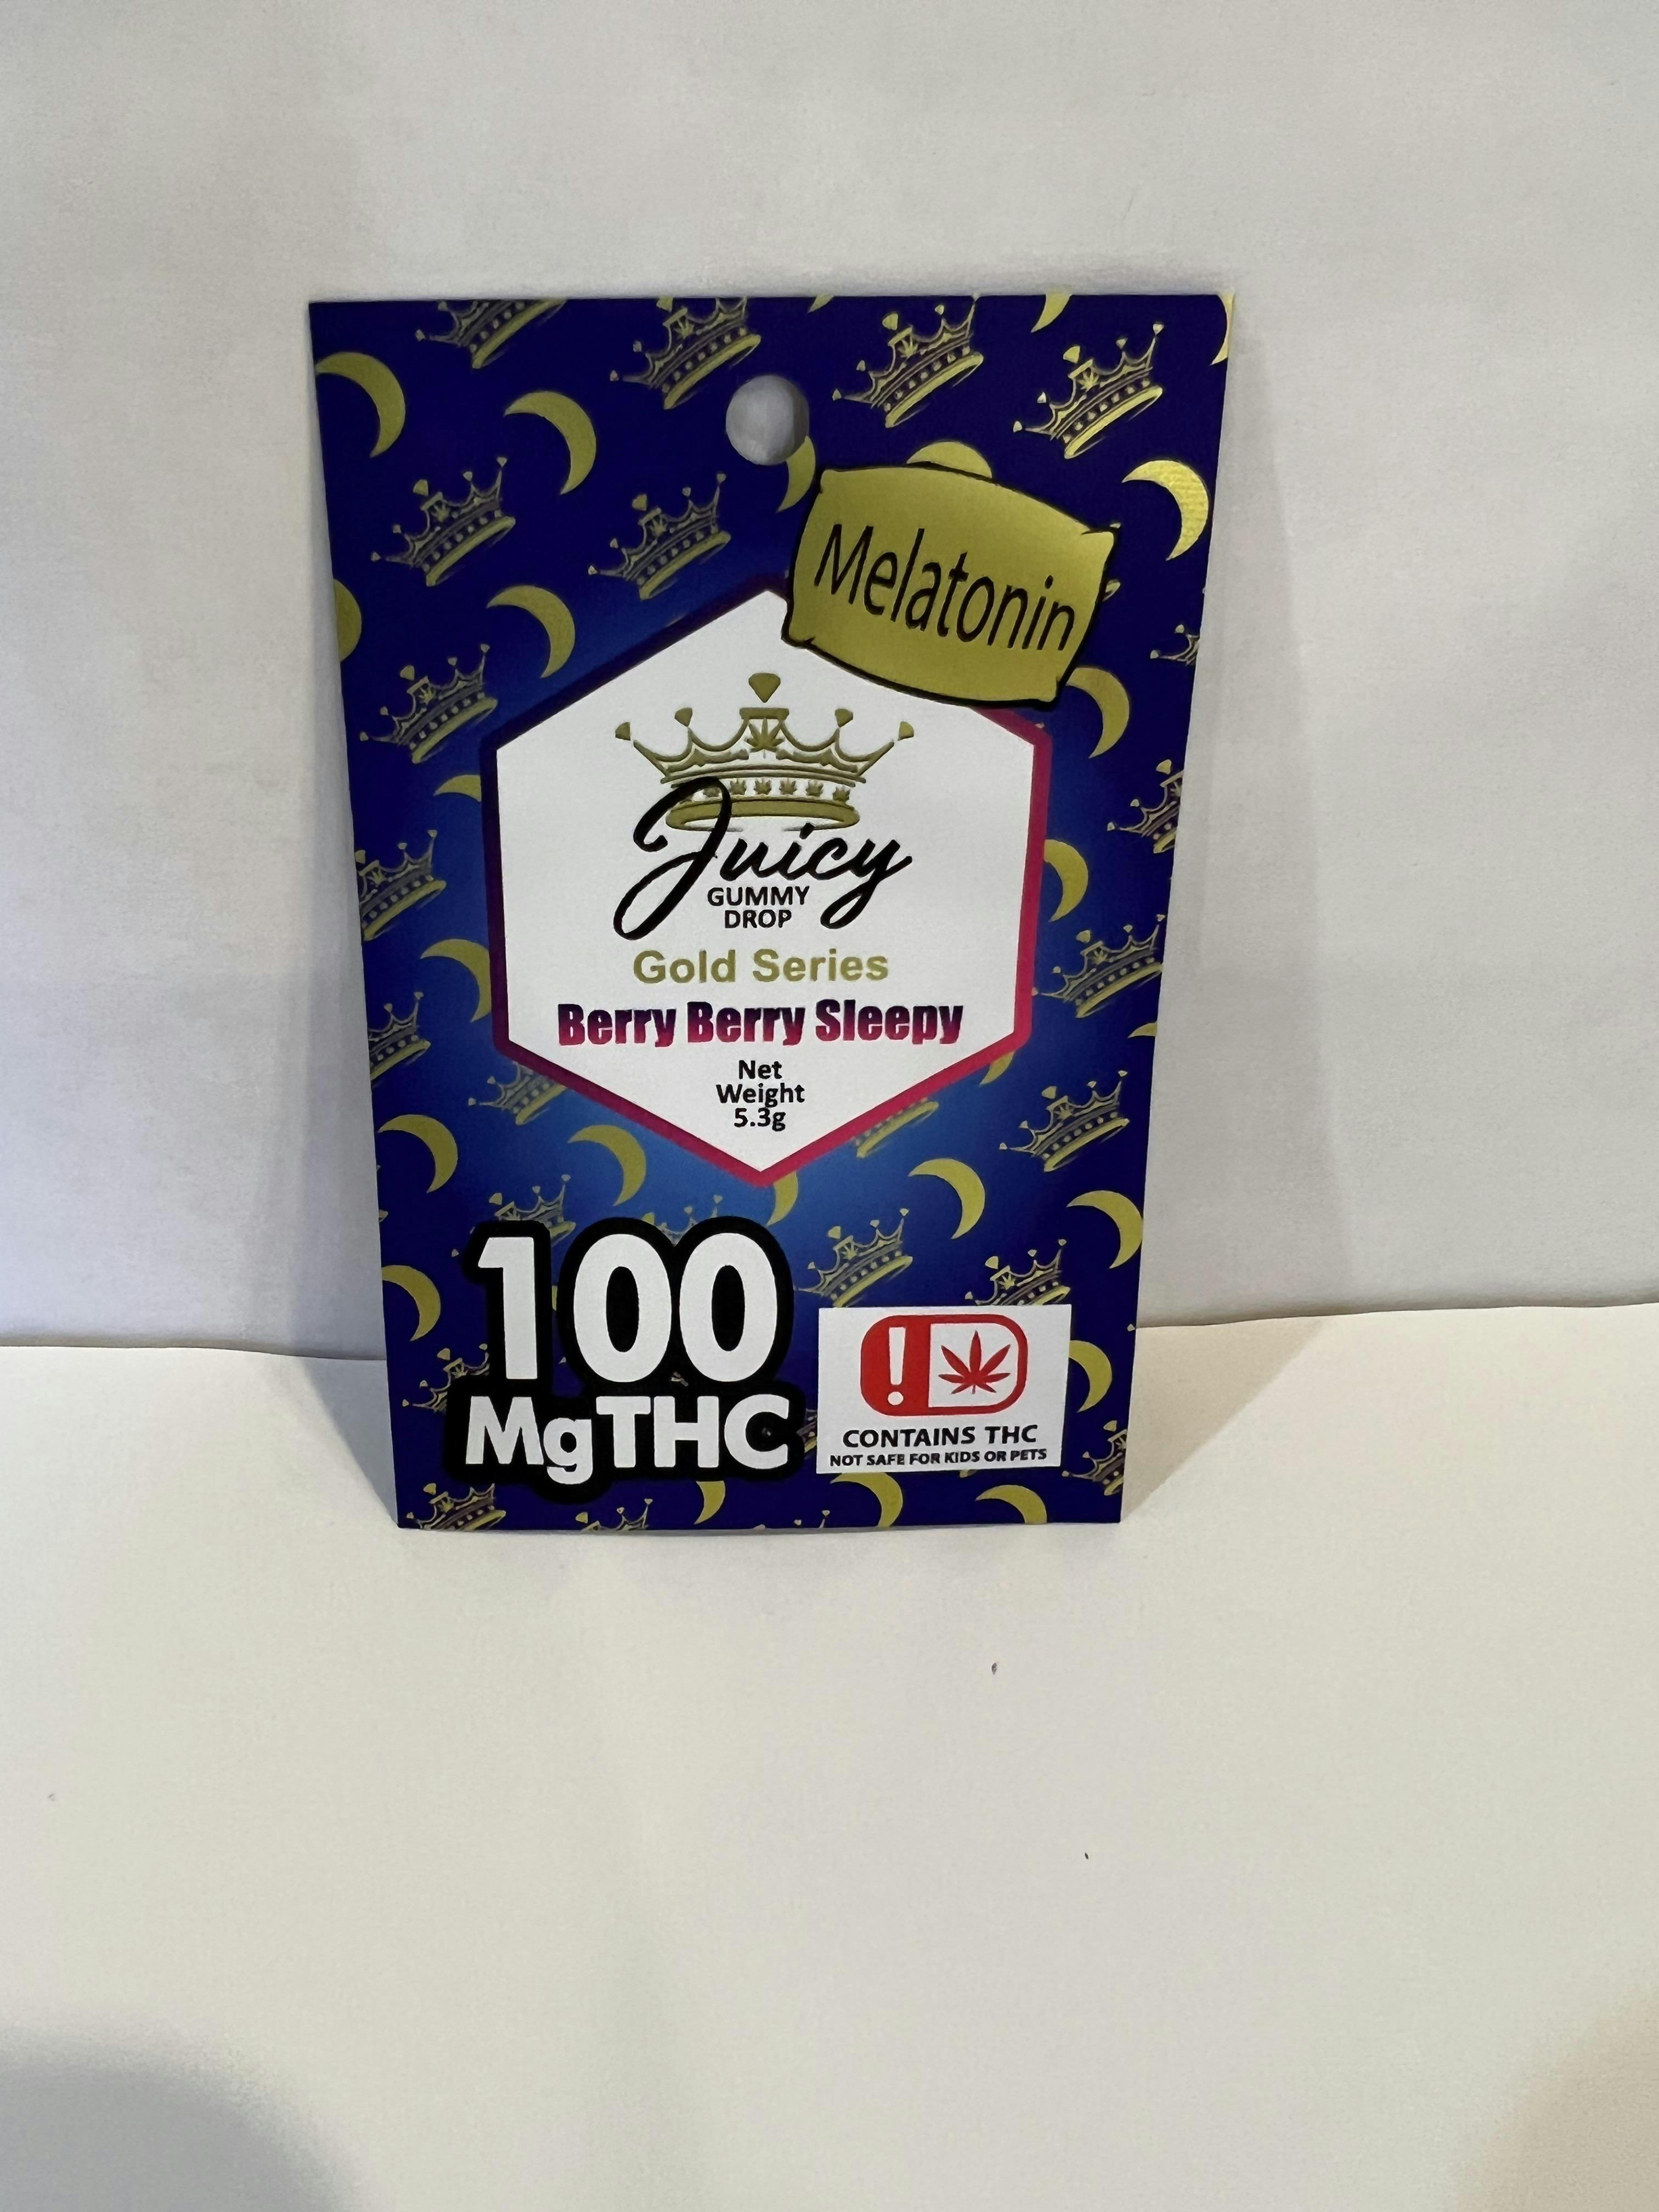 Melatonin
Juicy
GUMMY
DROP
Gold Series
Berry Berry Sleepy
Net
Weight
5.3g
100
MgTHC
!
CONTAINS THC
NOT SAFE FOR KIDS OR PETS